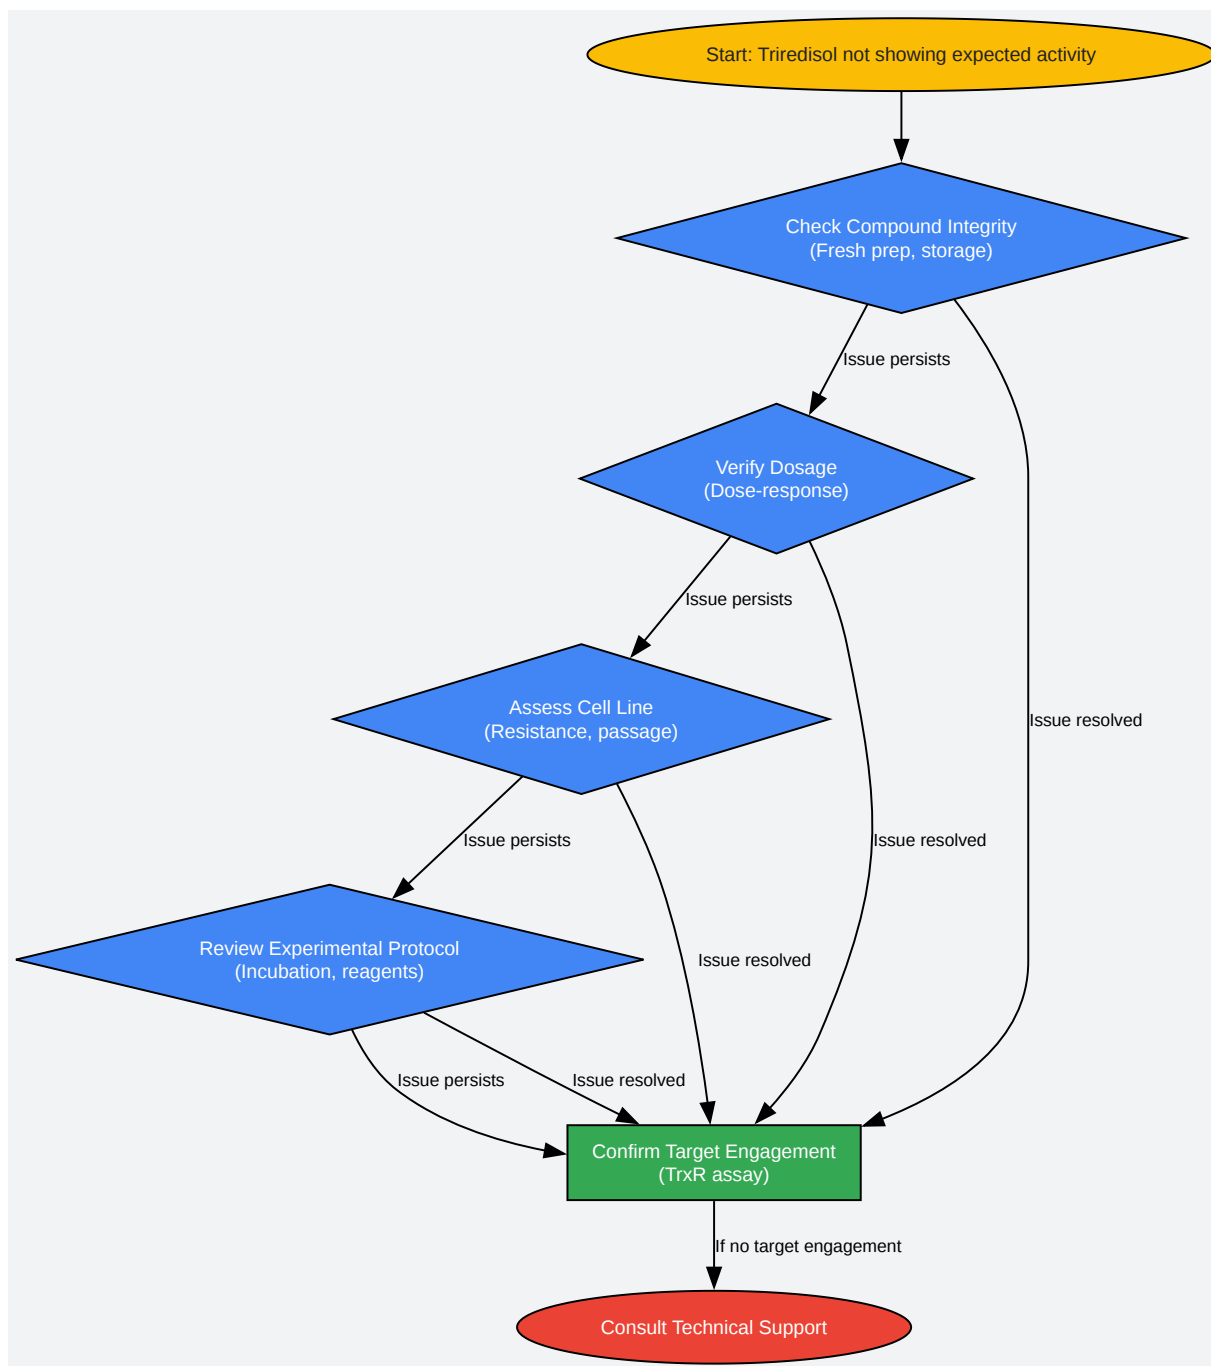 Start: Triredisol not showing expected activity
Check Compound Integrity
(Fresh prep, storage)
Issue persists
Verify Dosage
(Dose-response)
Issue persists
Assess Cell Line
(Resistance, passage)
Issue resolved
Issue persists
Issue resolved
Review Experimental Protocol
(Incubation, reagents)
Issue resolved
Issue persists
Issue resolved
Confirm Target Engagement
(TrxR assay)
If no target engagement
Consult Technical Support